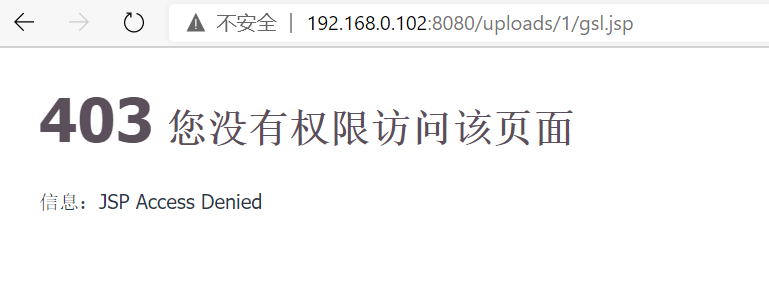 不安全 | 192.168.0.102:8080/uploads/1/gsl.jsp
403 您没有权限访问该页面
信息：JSP Access Denied